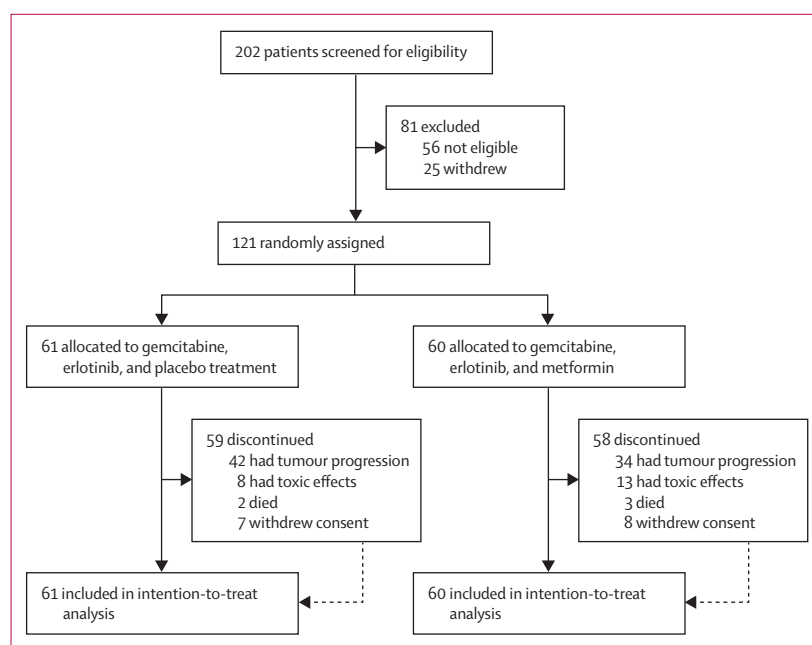 202 patients screened for eligibility
81 excluded
56 not eligible
25 withdrew
121 randomly assigned
61 allocated to gemcitabine,
erlotinib, and placebo treatment
60 allocated to gemcitabine,
erlotinib, and metformin
59 discontinued
42 had tumour progression
8 had toxic effects
2 died
7 withdrew consent
58 discontinued
34 had tumour progression
13 had toxic effects
3 died
8 withdrew consent
61 included in intention-to-treat
analysis
60 included in intention-to-treat
analysis